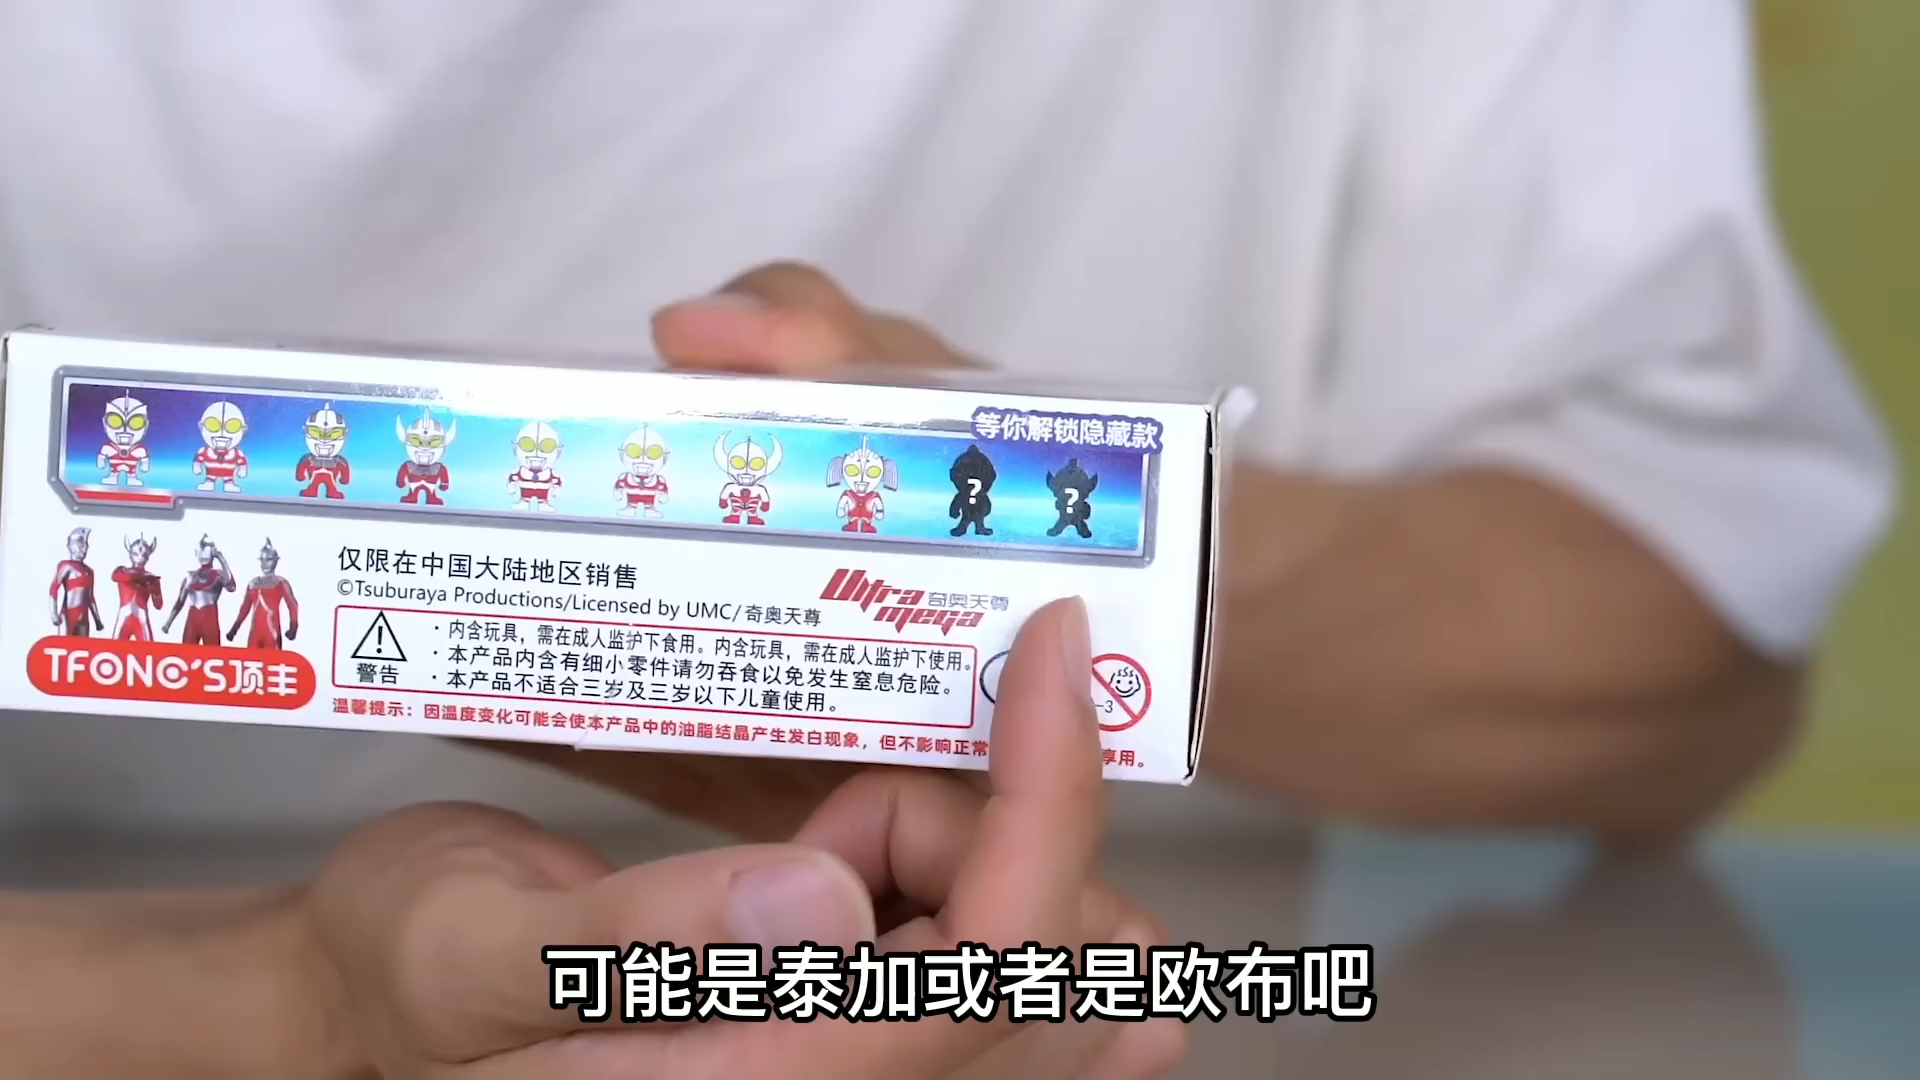 等你解锁隐藏款
? ?
仅限在中国大陆地区销售
©Tsuburaya Productions/Licensed by UMC/奇奥天尊
Ultra mega 奇奥天尊
TFONG'S顶丰
警告
·内含玩具，需在成人监护下食用。内含玩具，需在成人监护下使用。
·本产品内含有细小零件请勿吞食以免发生窒息危险。
·本产品不适合三岁及三岁以下儿童使用。
-3
温馨提示：因温度变化可能会使本产品中的油脂结晶产生发白现象，但不影响正常
享用。
可能是泰加或者是欧布吧